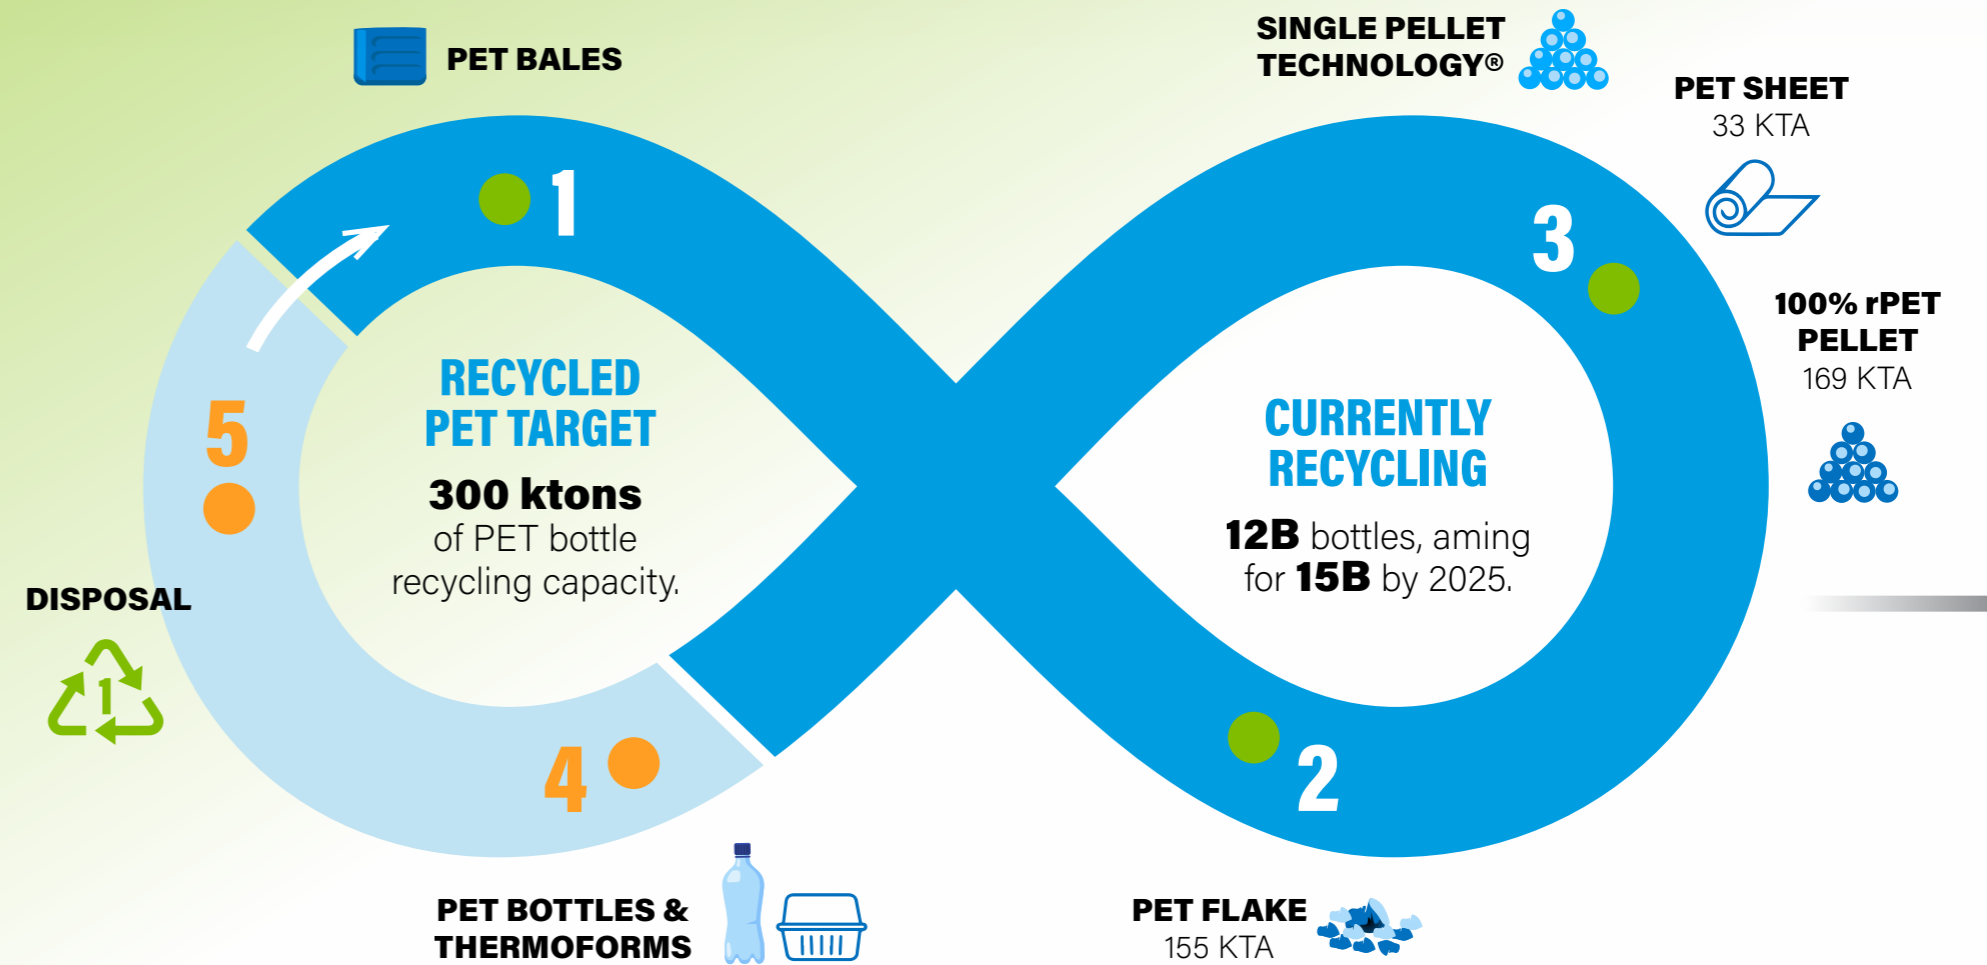 PET BALES
1
SINGLE PELLET
TECHNOLOGY®
PET SHEET
33 KTA
3
100% rPET
PELLET
169 KTA
RECYCLED
PET TARGET
300 ktons
of PET bottle
recycling capacity.
CURRENTLY
RECYCLING
12B bottles, aming
for 15B by 2025.
5
DISPOSAL
1
4
PET BOTTLES &
THERMOFORMS
2
PET FLAKE
155 KTA